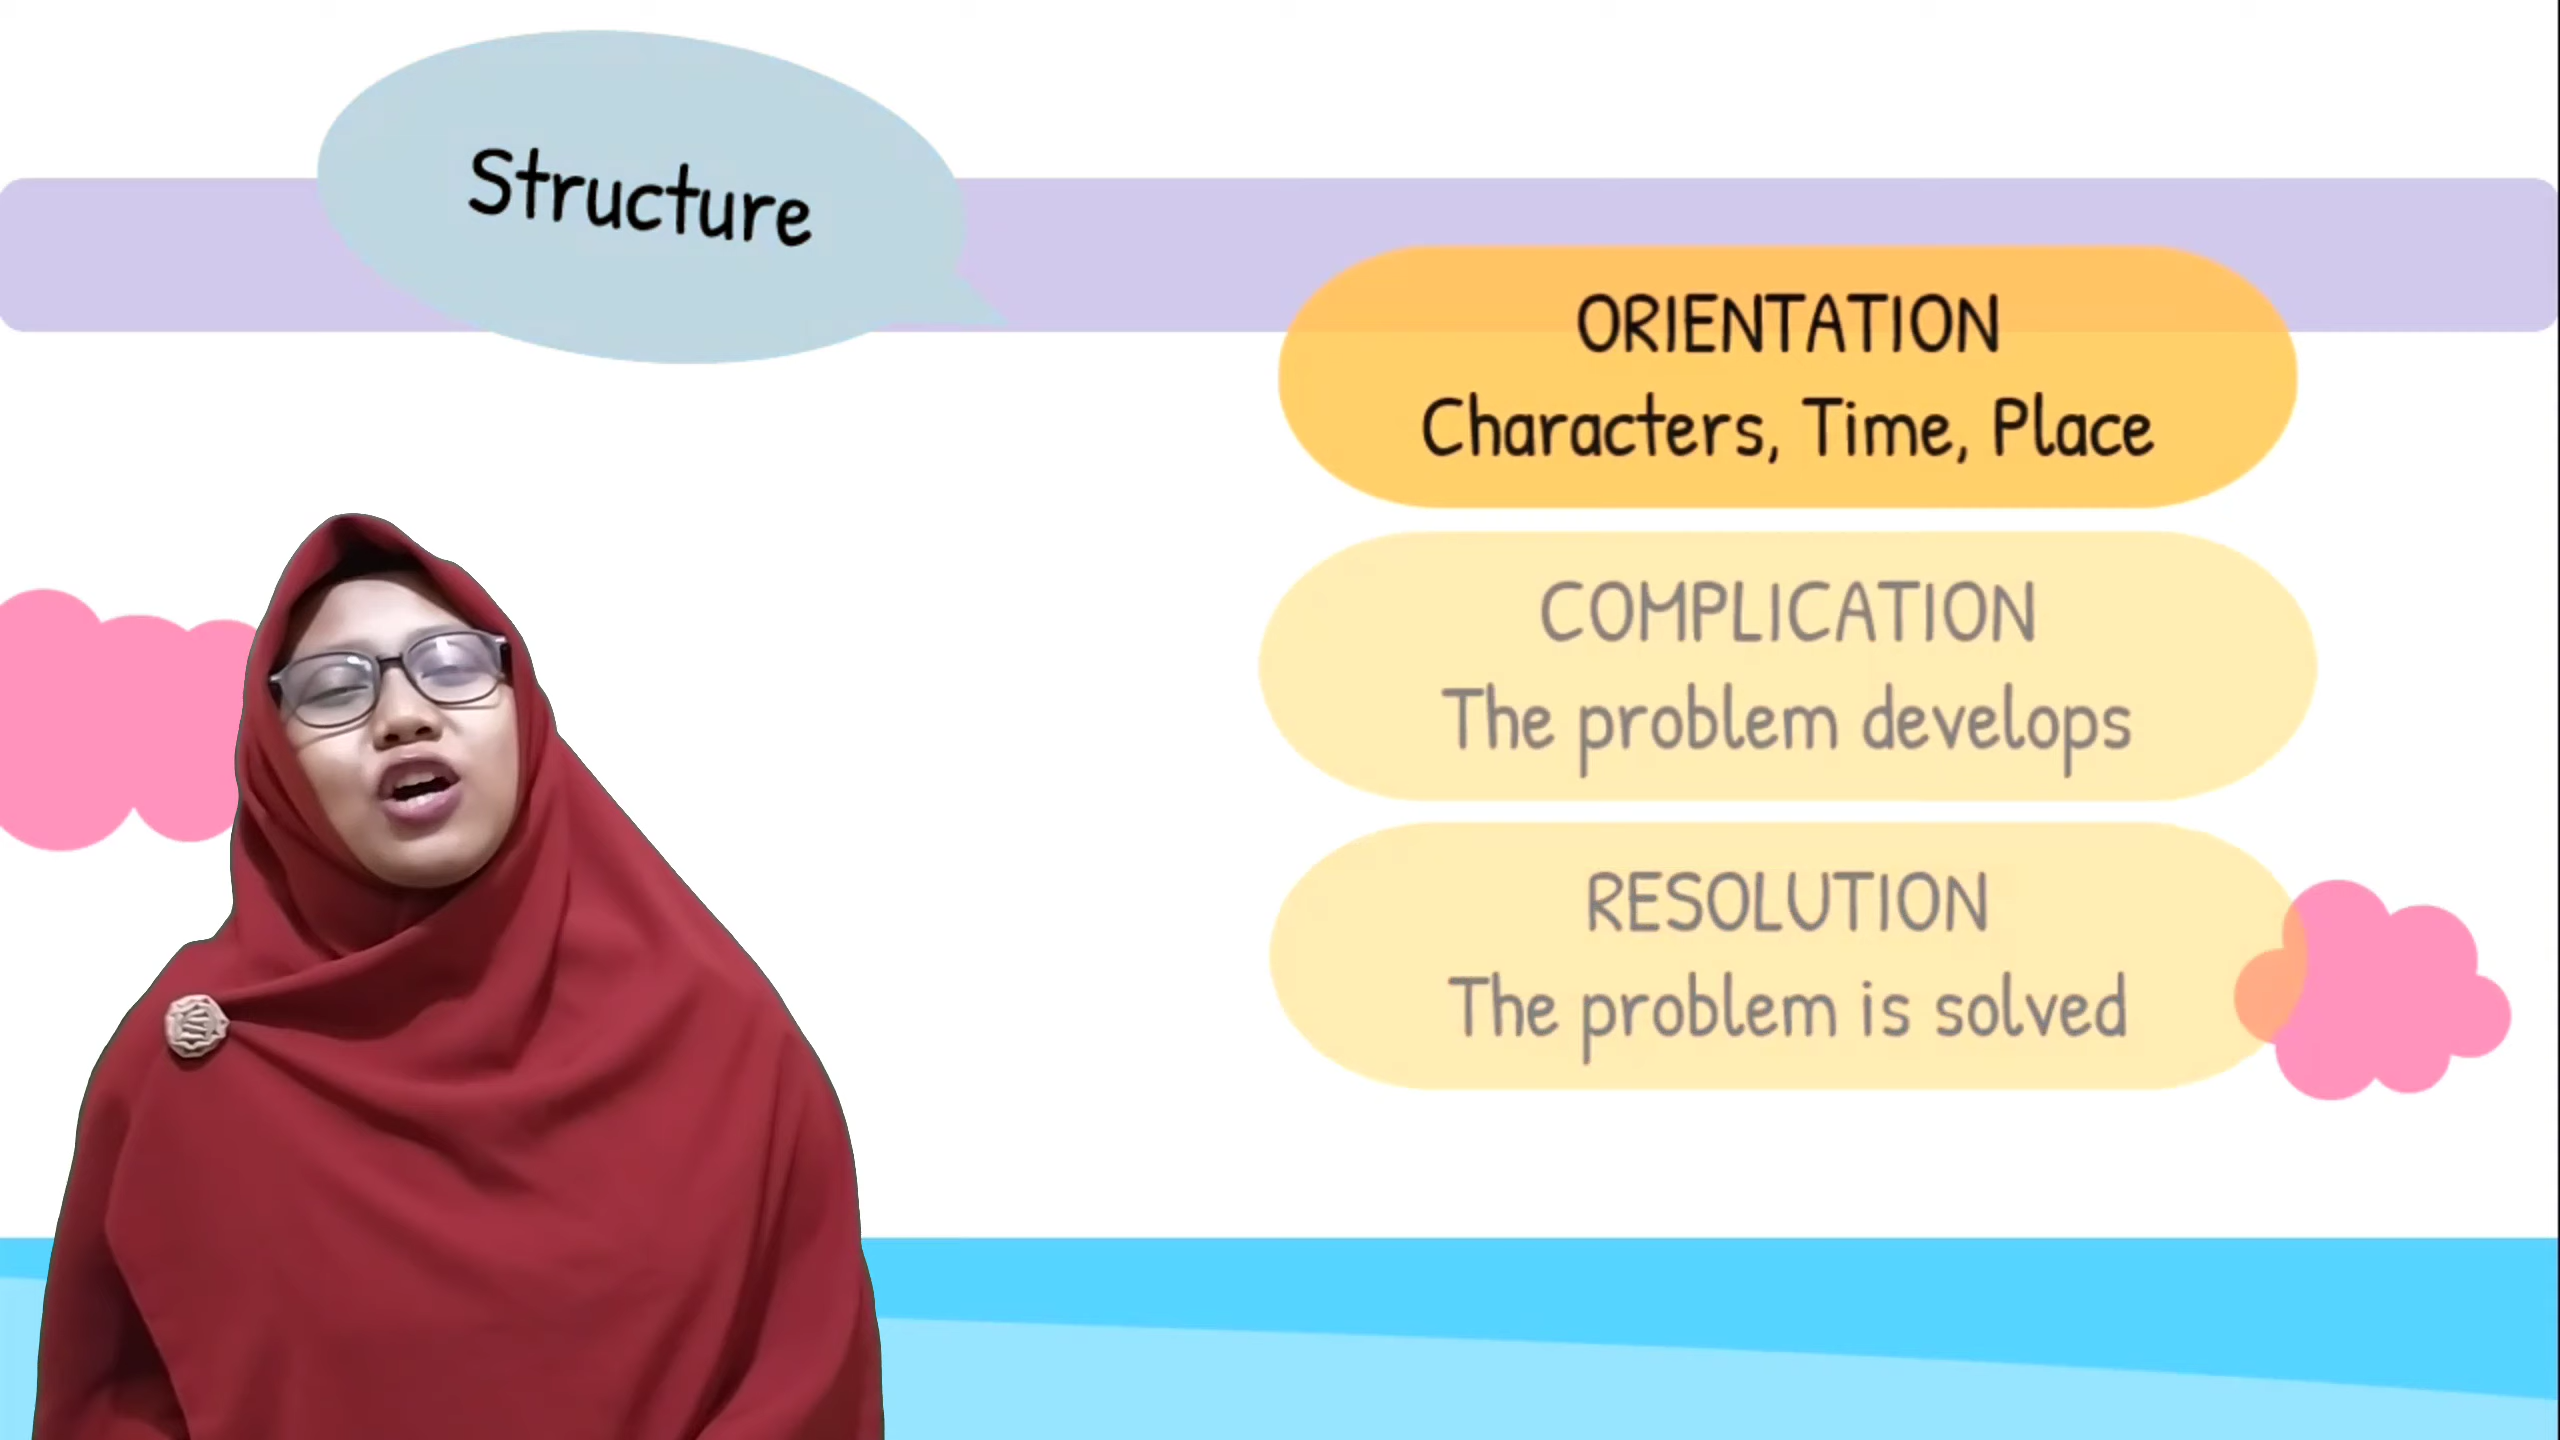 Structure
ORIENTATION
Characters, Time, Place
COMPLICATION
The problem develops
RESOLUTION
The problem is solved